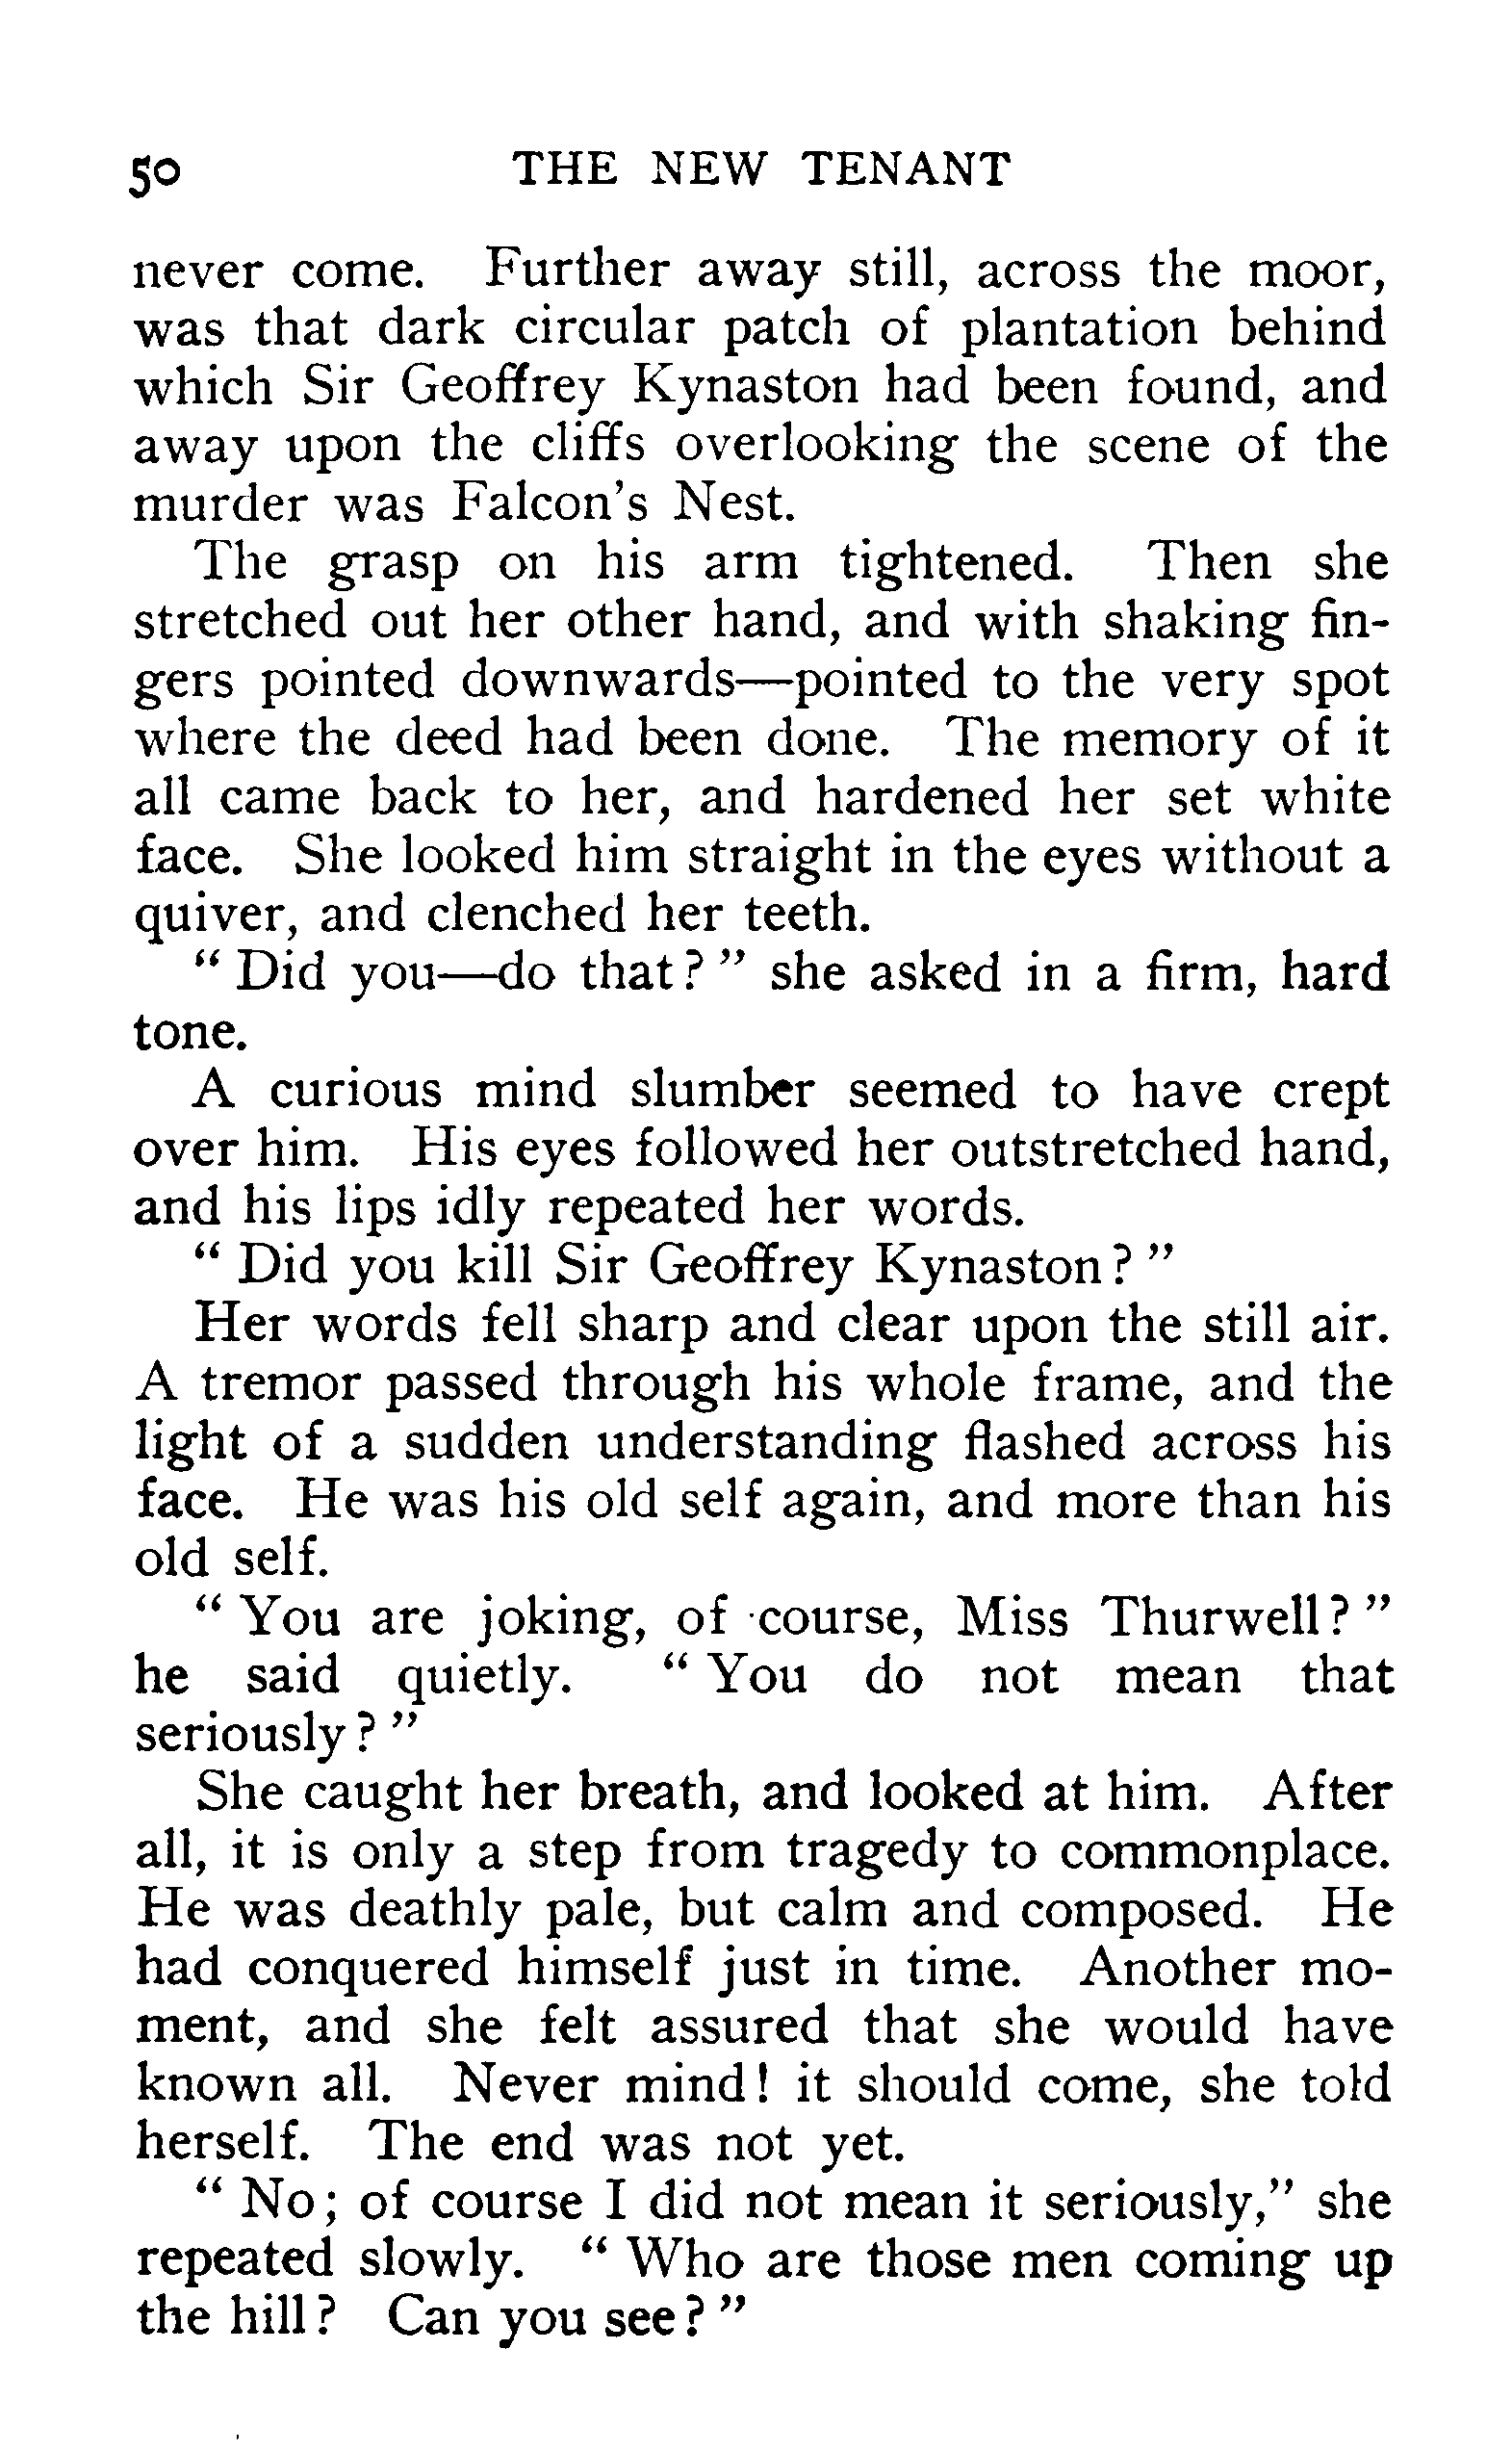 50 THE NEW TENANT
never come. Further away still, across the moor,
was that dark circular patch of plantation behind
which Sir Geoffrey Kynaston had been found, and
away upon the cliffs overlooking the scene of the
murder was Falcon's Nest.
The grasp on his arm tightened. Then she
stretched out her other hand, and with shaking fin-
gers pointed downwards—pointed to the very spot
where the deed had been done. The memory of it
all came back to her, and hardened her set white
face. She looked him straight in the eyes without a
quiver, and clenched her teeth.
" Did you—do that? " she asked in a firm, hard
tone.
A curious mind slumber seemed to have crept
over him. His eyes followed her outstretched hand,
and his lips idly repeated her words.
" Did you kill Sir Geoffrey Kynaston? "
Her words fell sharp and clear upon the still air.
A tremor passed through his whole frame, and the
light of a sudden understanding flashed across his
face. He was his old self again, and more than his
old self.
" You are joking, of course, Miss Thurwell? "
he said quietly. " You do not mean that
seriously? "
She caught her breath, and looked at him. After
all, it is only a step from tragedy to commonplace.
He was deathly pale, but calm and composed. He
had conquered himself just in time. Another mo-
ment, and she felt assured that she would have
known all. Never mind! it should come, she told
herself. The end was not yet.
" No; of course I did not mean it seriously," she
repeated slowly. " Who are those men coming up
the hill? Can you see? "